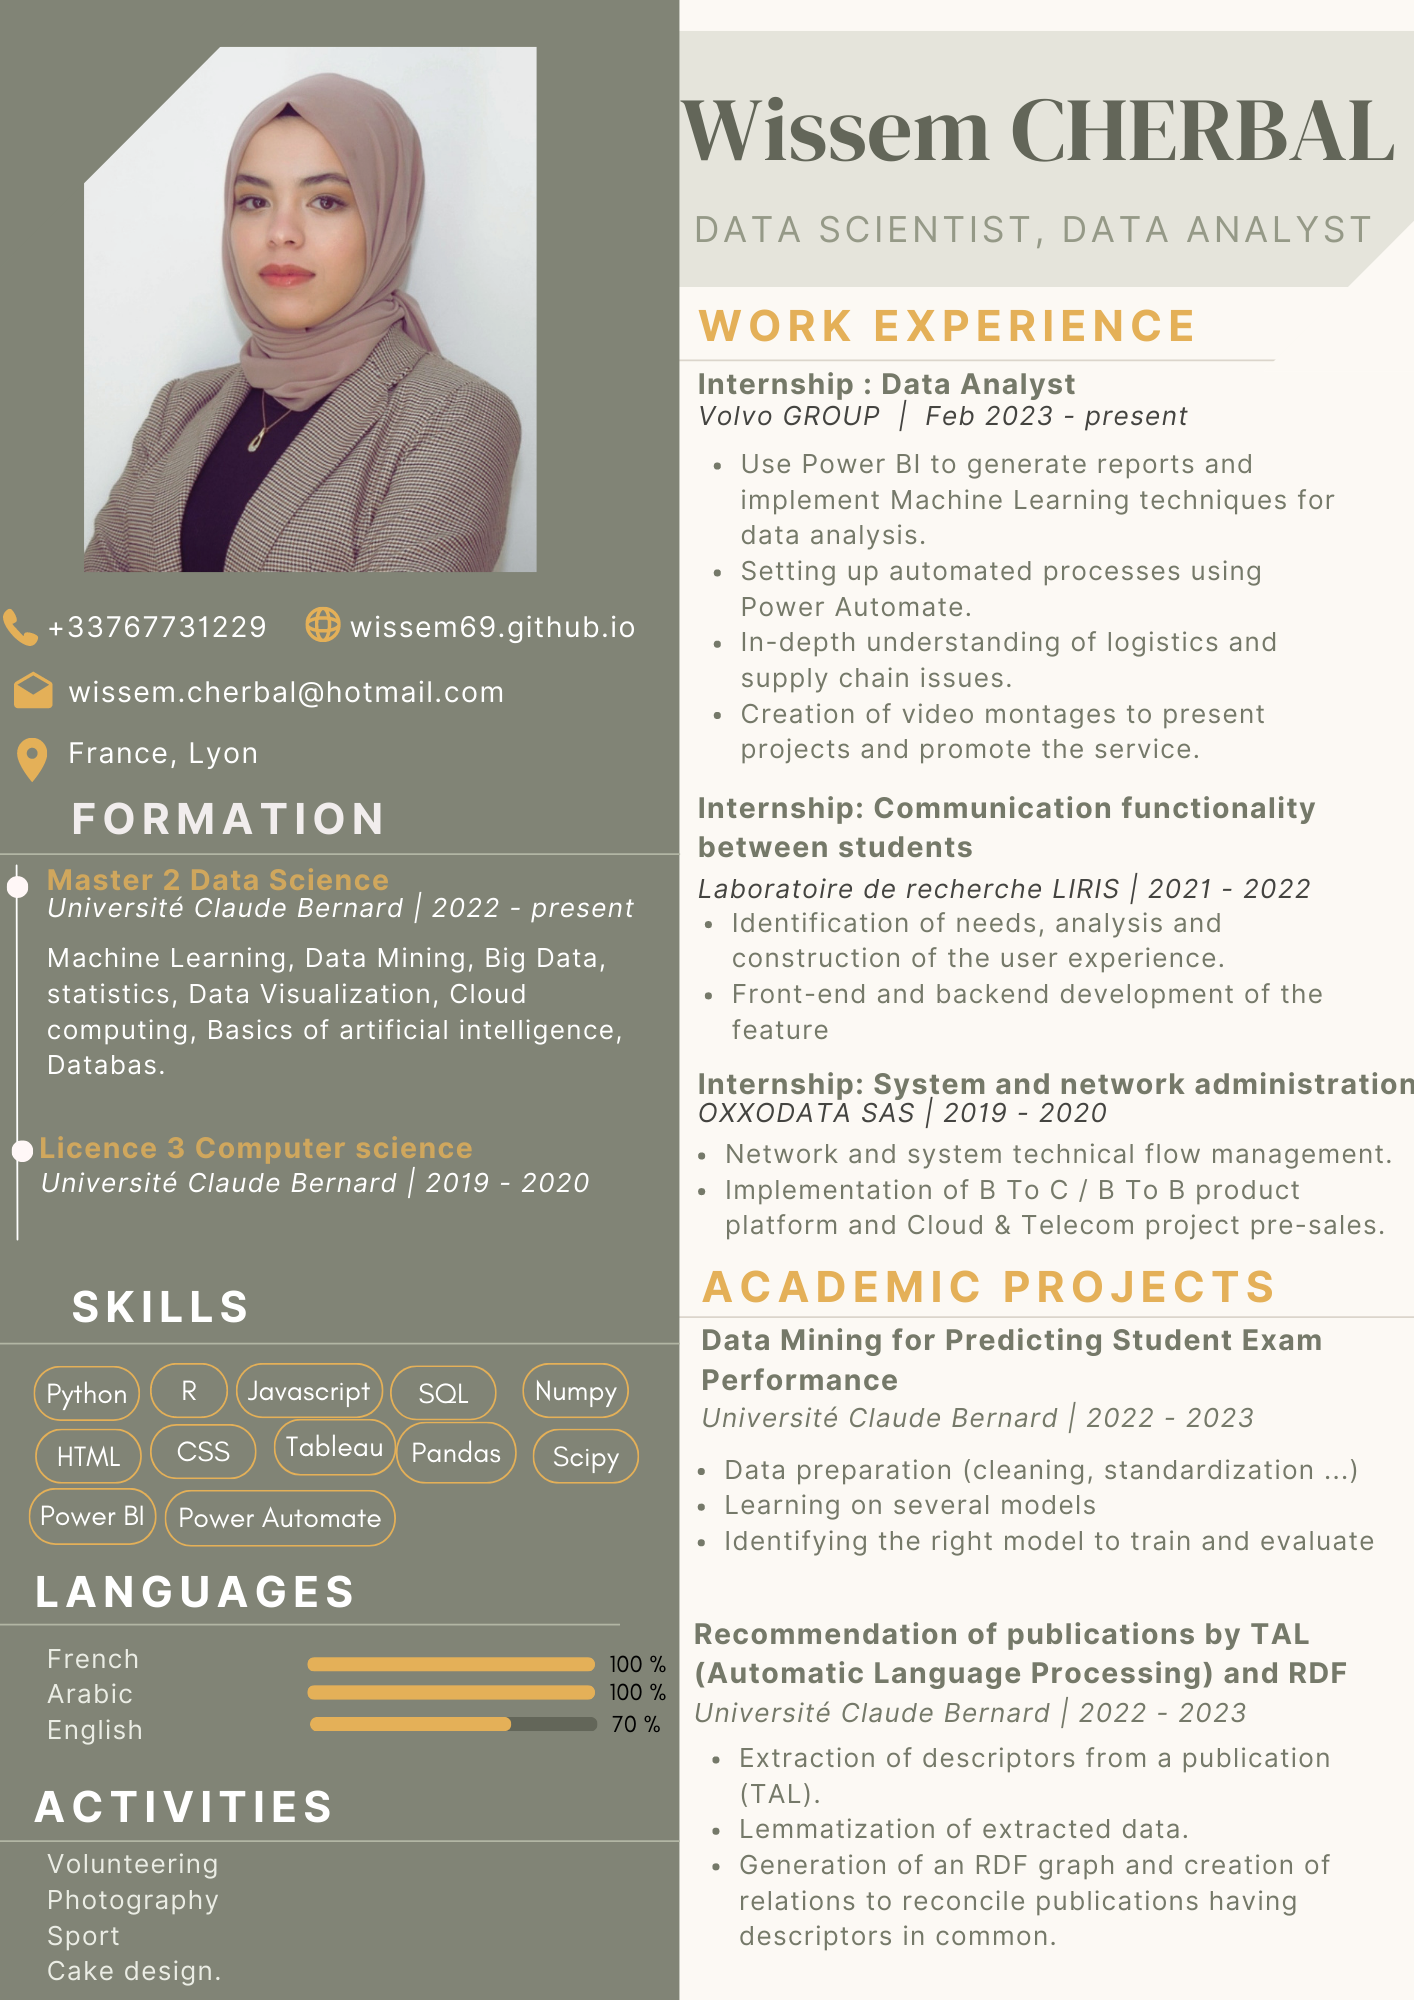 +33767731229
wissem69.github.io
wissem.cherbal@hotmail.com
France, Lyon
FORMATION
Master 2 Data Science
Université Claude Bernard | 2022 - present
Machine Learning, Data Mining, Big Data,
statistics, Data Visualization, Cloud
computing, Basics of artificial intelligence,
Databas.
Licence 3 Computer science
Université Claude Bernard | 2019 - 2020
SKILLS
Python R Javascript SQL Numpy
HTML CSS Tableau Pandas Scipy
Power BI Power Automate
LANGUAGES
French 100 %
Arabic 100 %
English 70 %
ACTIVITIES
Volunteering
Photography
Sport
Cake design.
Wissem CHERBAL
DATA SCIENTIST, DATA ANALYST
WORK EXPERIENCE
Internship : Data Analyst
Volvo GROUP | Feb 2023 - present
• Use Power BI to generate reports and
implement Machine Learning techniques for
data analysis.
• Setting up automated processes using
Power Automate.
• In-depth understanding of logistics and
supply chain issues.
• Creation of video montages to present
projects and promote the service.
Internship: Communication functionality
between students
Laboratoire de recherche LIRIS | 2021 - 2022
• Identification of needs, analysis and
construction of the user experience.
• Front-end and backend development of the
feature
Internship: System and network administration
OXXODATA SAS | 2019 - 2020
• Network and system technical flow management.
• Implementation of B To C / B To B product
platform and Cloud & Telecom project pre-sales.
ACADEMIC PROJECTS
Data Mining for Predicting Student Exam
Performance
Université Claude Bernard | 2022 - 2023
• Data preparation (cleaning, standardization ...)
• Learning on several models
• Identifying the right model to train and evaluate
Recommendation of publications by TAL
(Automatic Language Processing) and RDF
Université Claude Bernard | 2022 - 2023
• Extraction of descriptors from a publication
(TAL).
• Lemmatization of extracted data.
• Generation of an RDF graph and creation of
relations to reconcile publications having
descriptors in common.